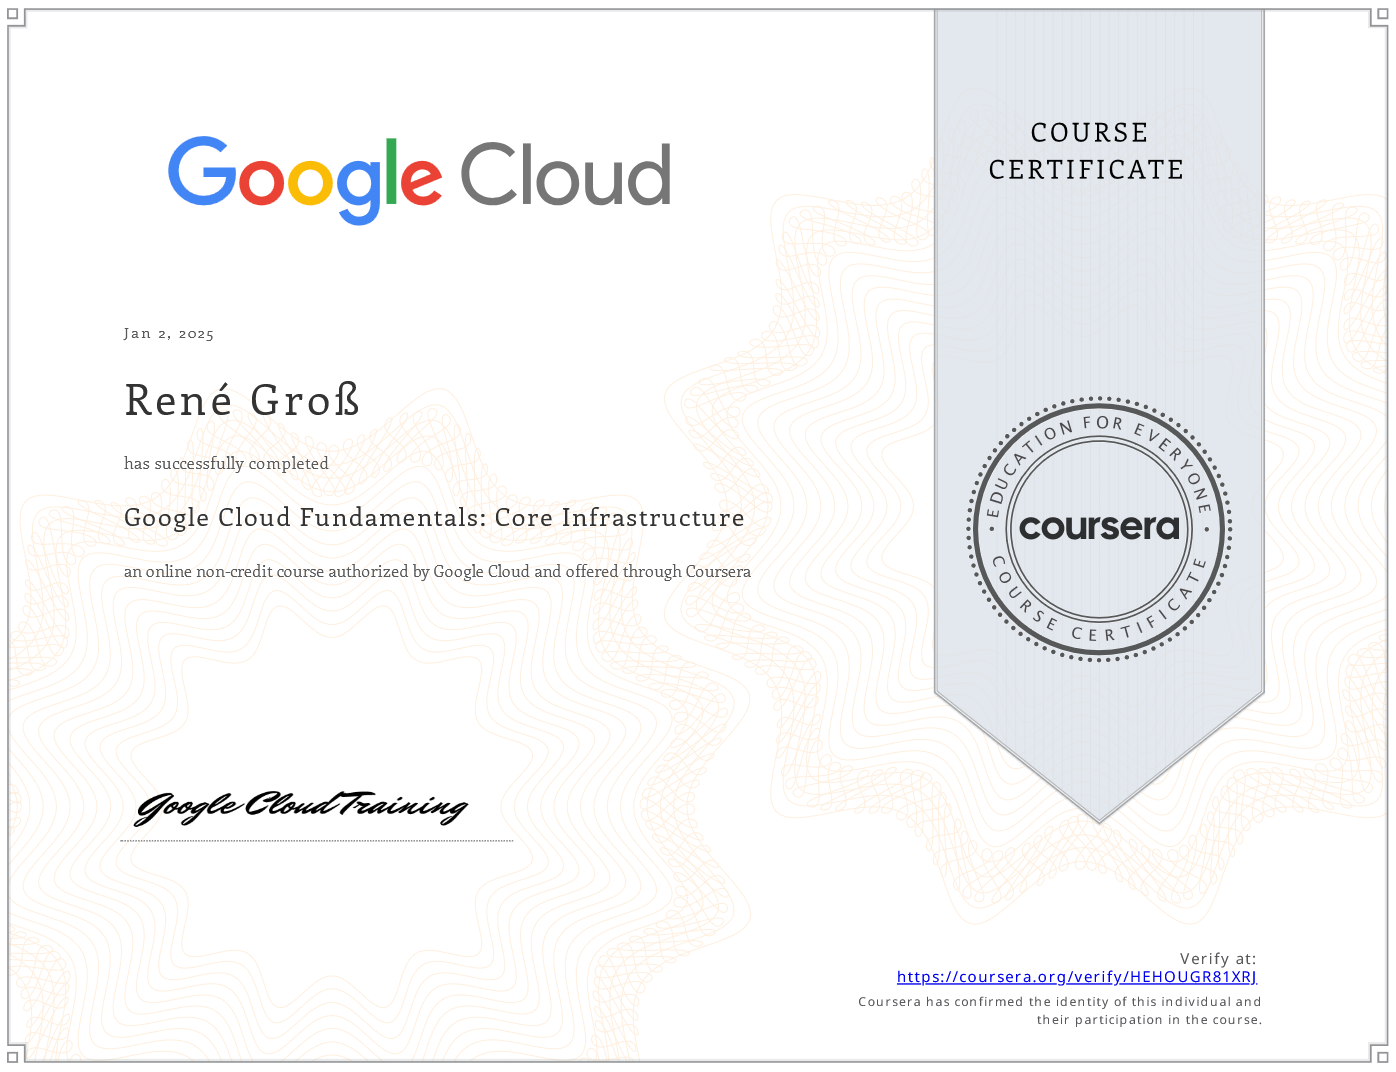 Google Cloud
COURSE
CERTIFICATE
Jan 2, 2025
René Groß
has successfully completed
Google Cloud Fundamentals: Core Infrastructure
an online non-credit course authorized by Google Cloud and offered through Coursera
EDUCATION FOR EVERYONE
coursera
COURSE CERTIFICATE
Google Cloud Training
Verify at:
https://coursera.org/verify/HEHOUGR81XRJ
Coursera has confirmed the identity of this individual and
their participation in the course.